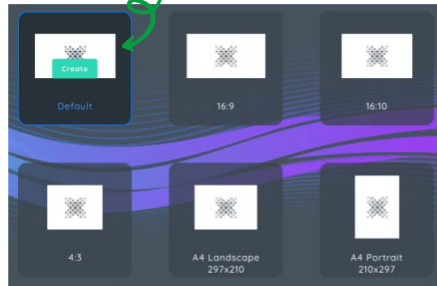 Create
Default
16:9
16:10
4:3
A4 Landscape
297x210
A4 Portrait
210x297